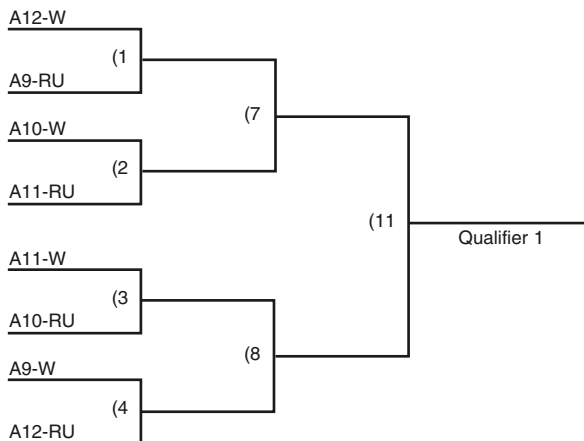 A12-W
(1
A9-RU
(7
A10-W
(2
A11-RU
(11
Qualifier 1
A11-W
(3
A10-RU
(8
A9-W
(4
A12-RU